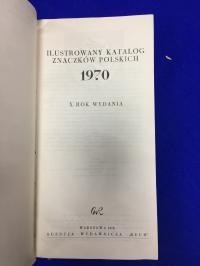 ILUSTROWANY KATALOG
ZNACZKÓW POLSKICH
1970
X ROK WYDANIA
WARSZAWA 1970
AGENCJA WYDAWNICZA „RUCH”